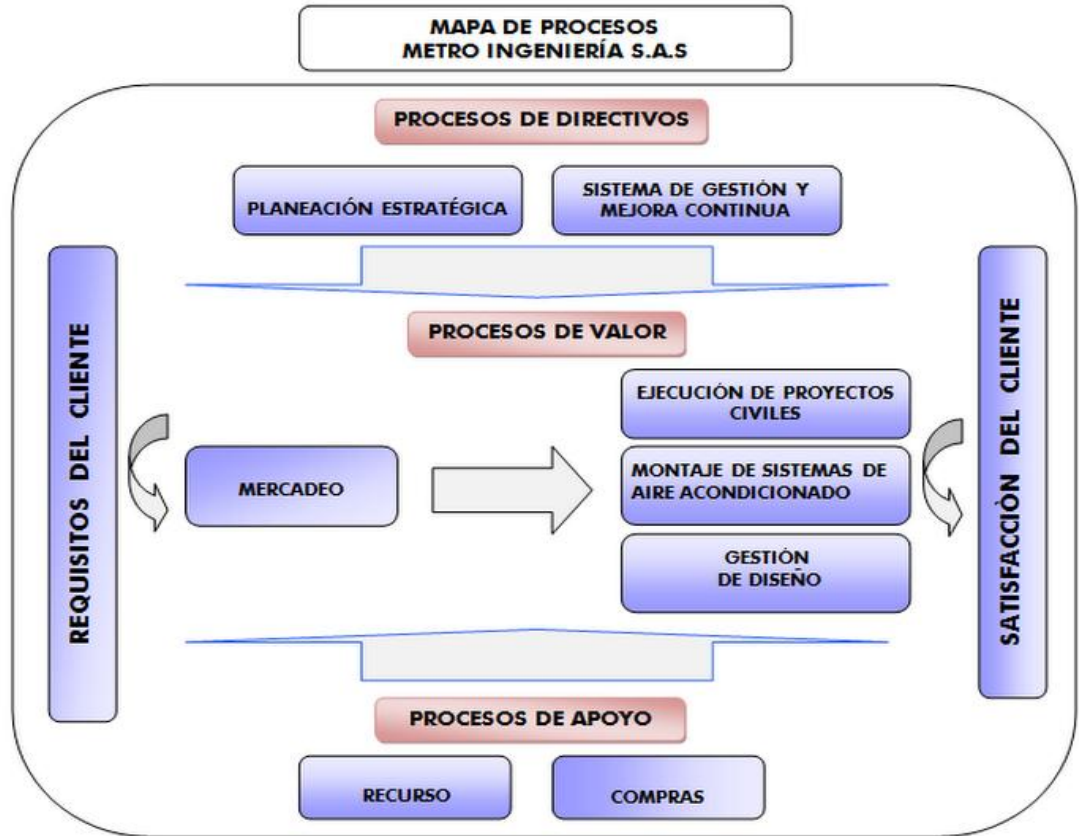 MAPA DE PROCESOS
METRO INGENIERÍA S.A.S
PROCESOS DE DIRECTIVOS
PLANEACIÓN ESTRATÉGICA
SISTEMA DE GESTIÓN Y
MEJORA CONTINUA
REQUISITOS DEL CLIENTE
PROCESOS DE VALOR
MERCADEO
EJECUCIÓN DE PROYECTOS
CIVILES
MONTAJE DE SISTEMAS DE
AIRE ACONDICIONADO
GESTIÓN
DE DISEÑO
SATISFACCIÓN DEL CLIENTE
PROCESOS DE APOYO
RECURSO
COMPRAS